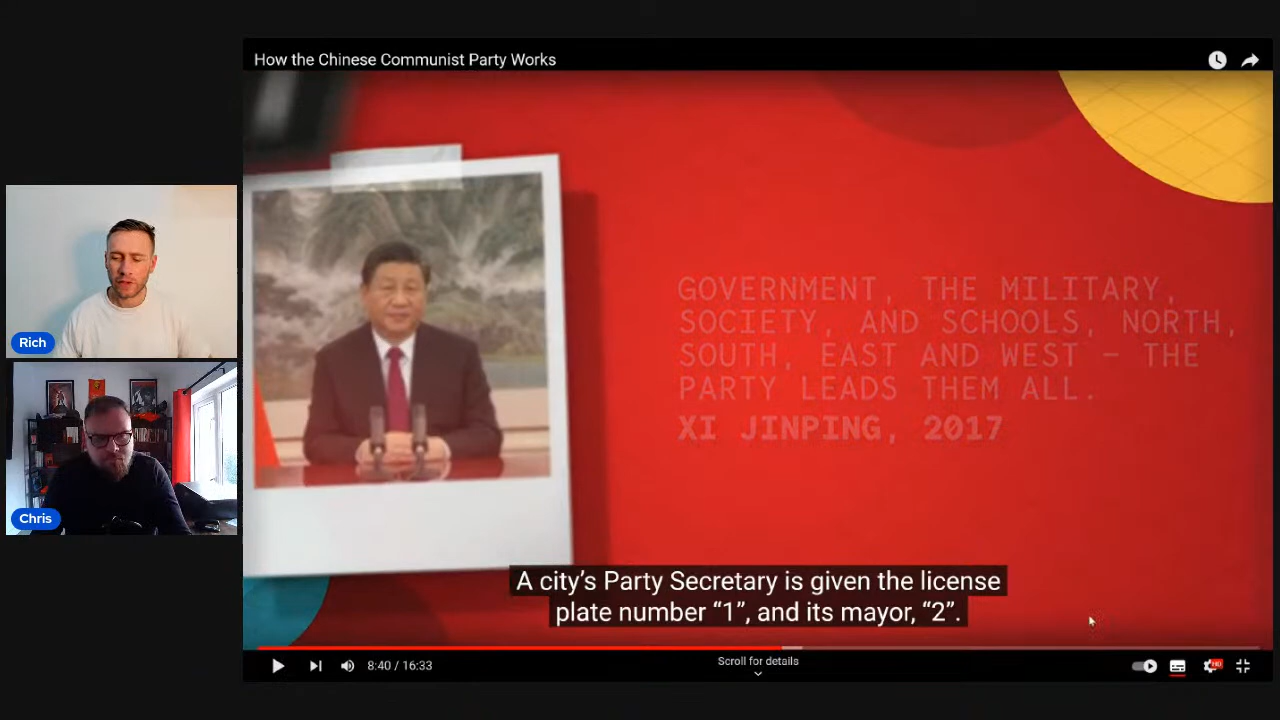 How the Chinese Communist Party Works
GOVERNMENT, THE MILITARY,
SOCIETY, AND SCHOOLS, NORTH,
SOUTH, EAST AND WEST – THE
PARTY LEADS THEM ALL.
XI JINPING, 2017
Rich
Chris
A city’s Party Secretary is given the license
plate number “1”, and its mayor, “2”.
8:40 / 16:33
Scroll for details
HD